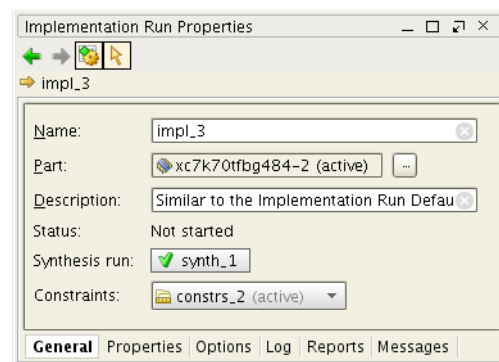 Implementation Run Properties
impl_3
Name: impl_3
Part: xc7k70tfbg484-2 (active) ...
Description: Similar to the Implementation Run Defau
Status: Not started
Synthesis run: synth_1
Constraints: constrs_2 (active)
General Properties Options Log Reports Messages